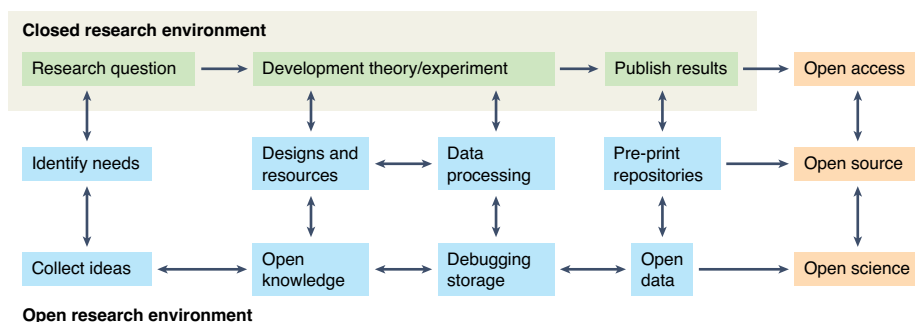 Closed research environment
Research question
Development theory/experiment
Publish results
Open access
Identify needs
Designs and
resources
Data
processing
Pre-print
repositories
Open source
Collect ideas
Open
knowledge
Debugging
storage
Open
data
Open science
Open research environment